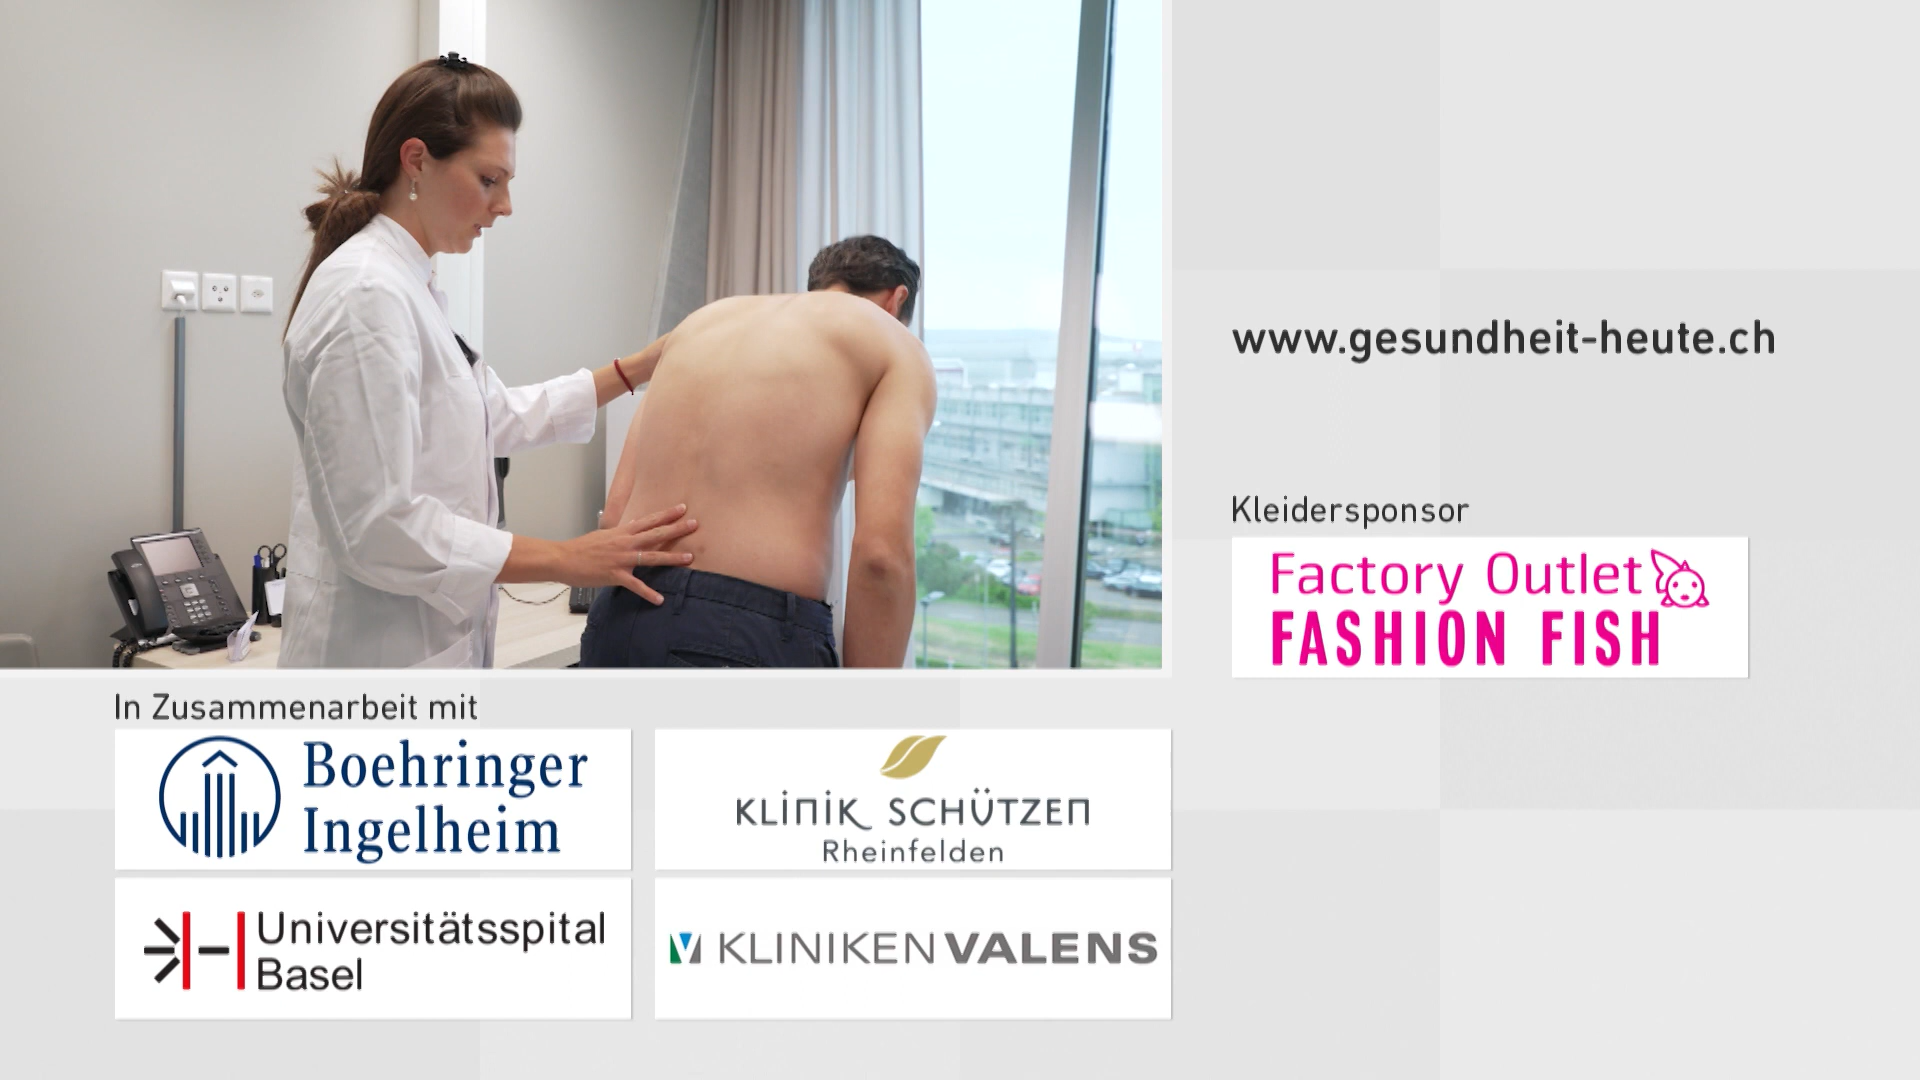 www.gesundheit-heute.ch
Kleidersponsor
Factory Outlet
FASHION FISH
In Zusammenarbeit mit
Boehringer
Ingelheim
KLINIK SCHÜTZEN
Rheinfelden
Universitätsspital
Basel
KLINIKEN VALENS